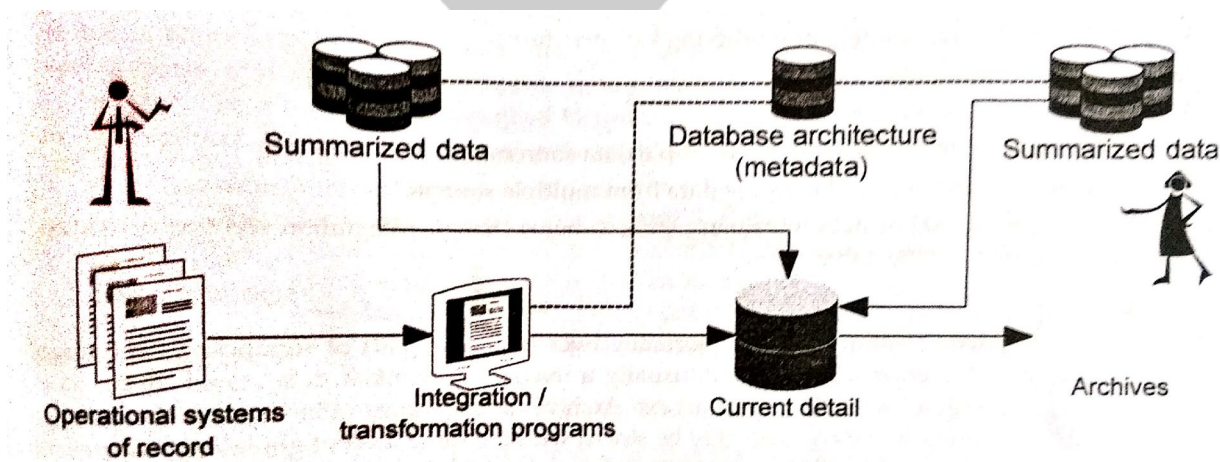 Summarized data
Database architecture
(metadata)
Summarized data
Operational systems
of record
Integration /
transformation programs
Current detail
Archives